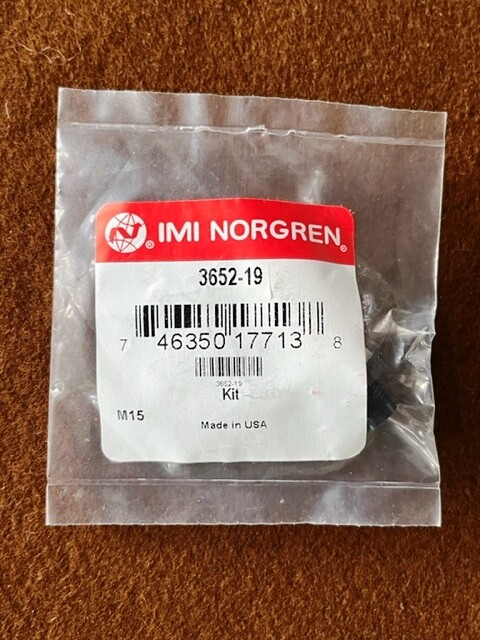 N® IMI NORGREN®
3652-19
7 46350 17713 8
3652-19
Kit
M15
Made in USA